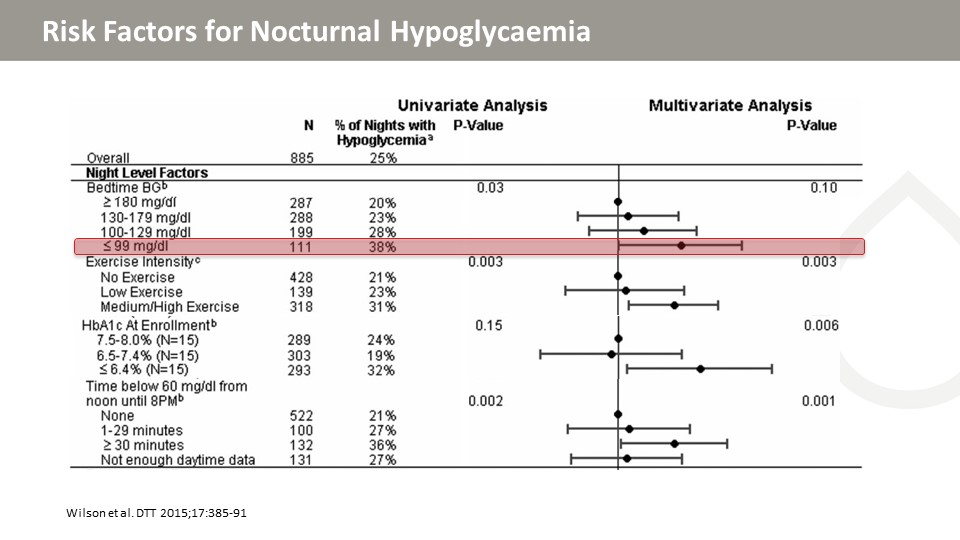 Risk Factors for Nocturnal Hypoglycaemia
Univariate Analysis Multivariate Analysis
N % of Nights with Hypoglycemiaᵃ P-Value P-Value
Overall 885 25%
Night Level Factors
Bedtime BGᵇ 0.03 0.10
≥ 180 mg/dl 287 20%
130-179 mg/dl 288 23%
100-129 mg/dl 199 28%
≤ 99 mg/dl 111 38%
Exercise Intensityᶜ 0.003 0.003
No Exercise 428 21%
Low Exercise 139 23%
Medium/High Exercise 318 31%
HbA1c At Enrollmentᵇ 0.15 0.006
7.5-8.0% (N=15) 289 24%
6.5-7.4% (N=15) 303 19%
≤ 6.4% (N=15) 293 32%
Time below 60 mg/dl from
noon until 8PMᵇ 0.002 0.001
None 522 21%
1-29 minutes 100 27%
≥ 30 minutes 132 36%
Not enough daytime data 131 27%
Wilson et al. DTT 2015;17:385-91